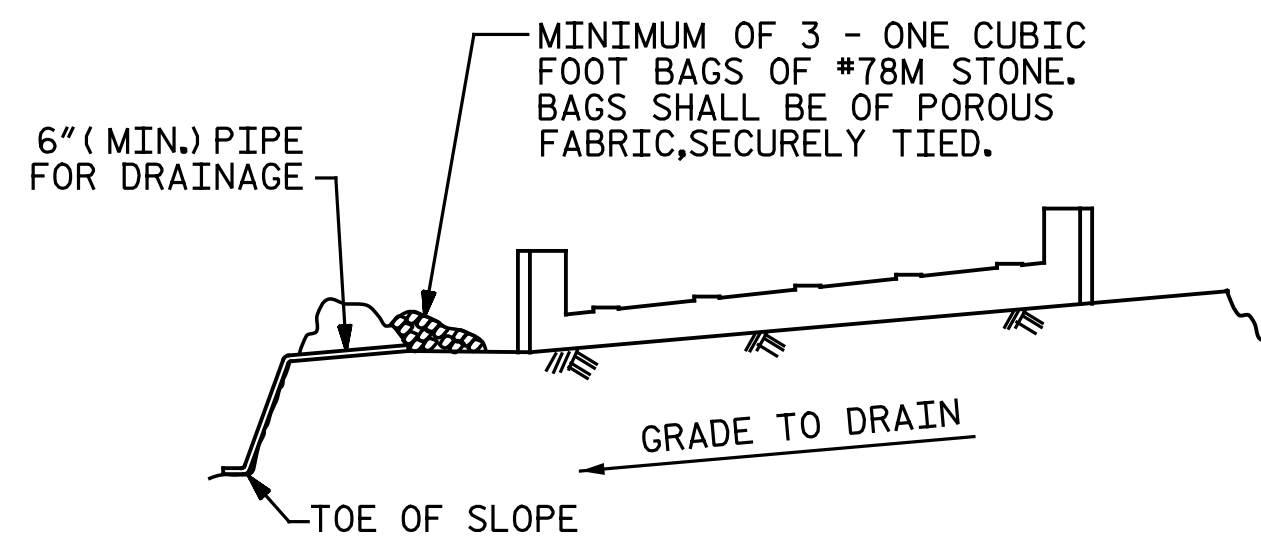 MINIMUM OF 3 - ONE CUBIC
FOOT BAGS OF #78M STONE.
BAGS SHALL BE OF POROUS
FABRIC,SECURELY TIED.
6"(MIN.) PIPE
FOR DRAINAGE
GRADE TO DRAIN
TOE OF SLOPE